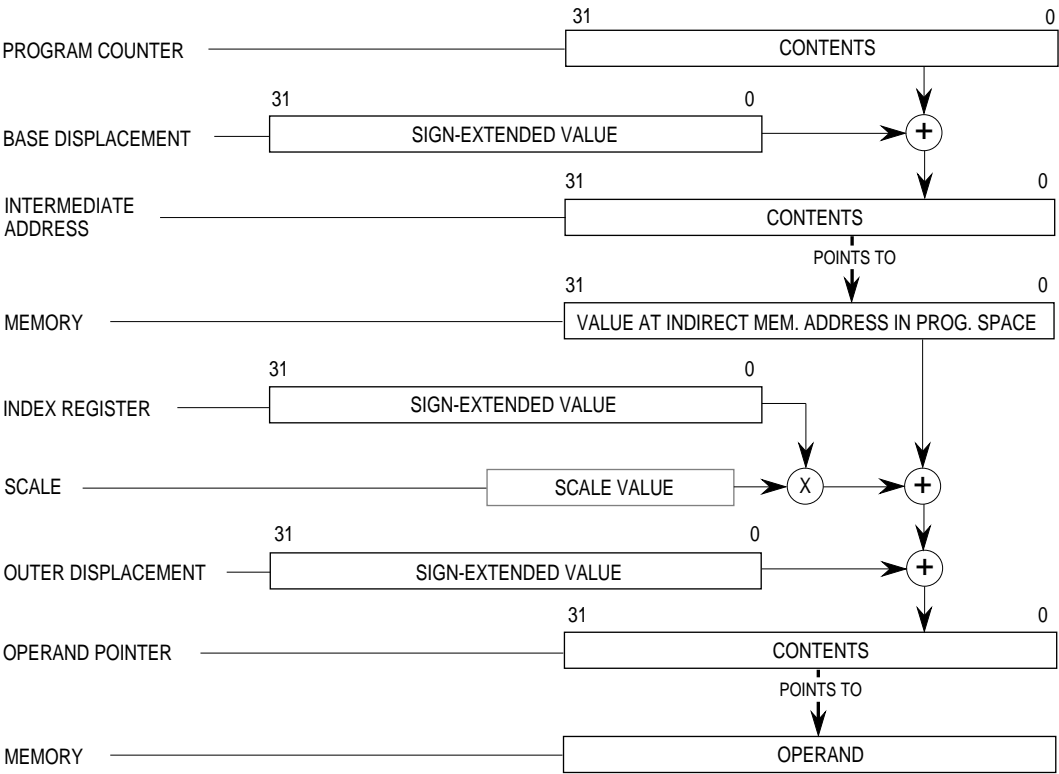 31 0
PROGRAM COUNTER CONTENTS
31 0
BASE DISPLACEMENT SIGN-EXTENDED VALUE +
31 0
INTERMEDIATE
ADDRESS
CONTENTS
POINTS TO
31 0
MEMORY VALUE AT INDIRECT MEM. ADDRESS IN PROG. SPACE
31 0
INDEX REGISTER SIGN-EXTENDED VALUE
SCALE SCALE VALUE X +
31 0
OUTER DISPLACEMENT SIGN-EXTENDED VALUE +
31 0
OPERAND POINTER CONTENTS
POINTS TO
MEMORY OPERAND